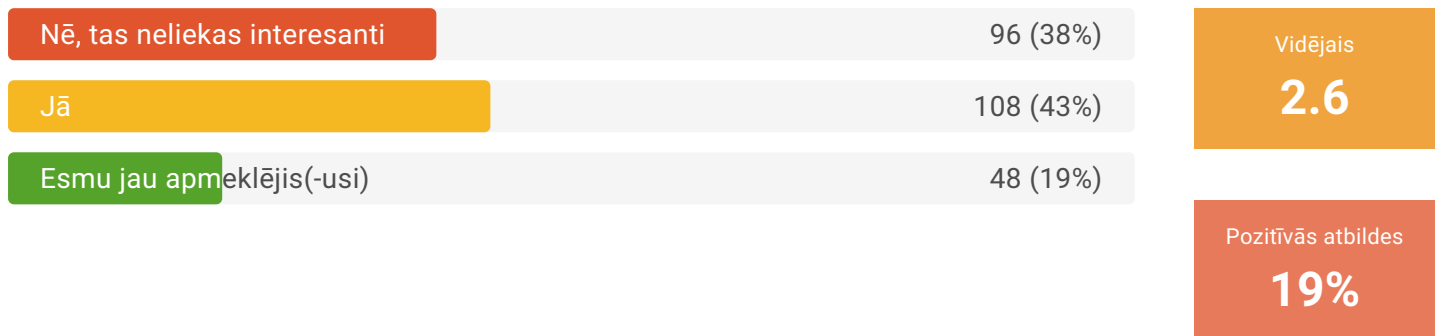 Nē, tas neliekas interesanti 96 (38%)
Jā 108 (43%)
Esmu jau apmeklējis(-usi) 48 (19%)
Vidējais
2.6
Pozitīvās atbildes
19%